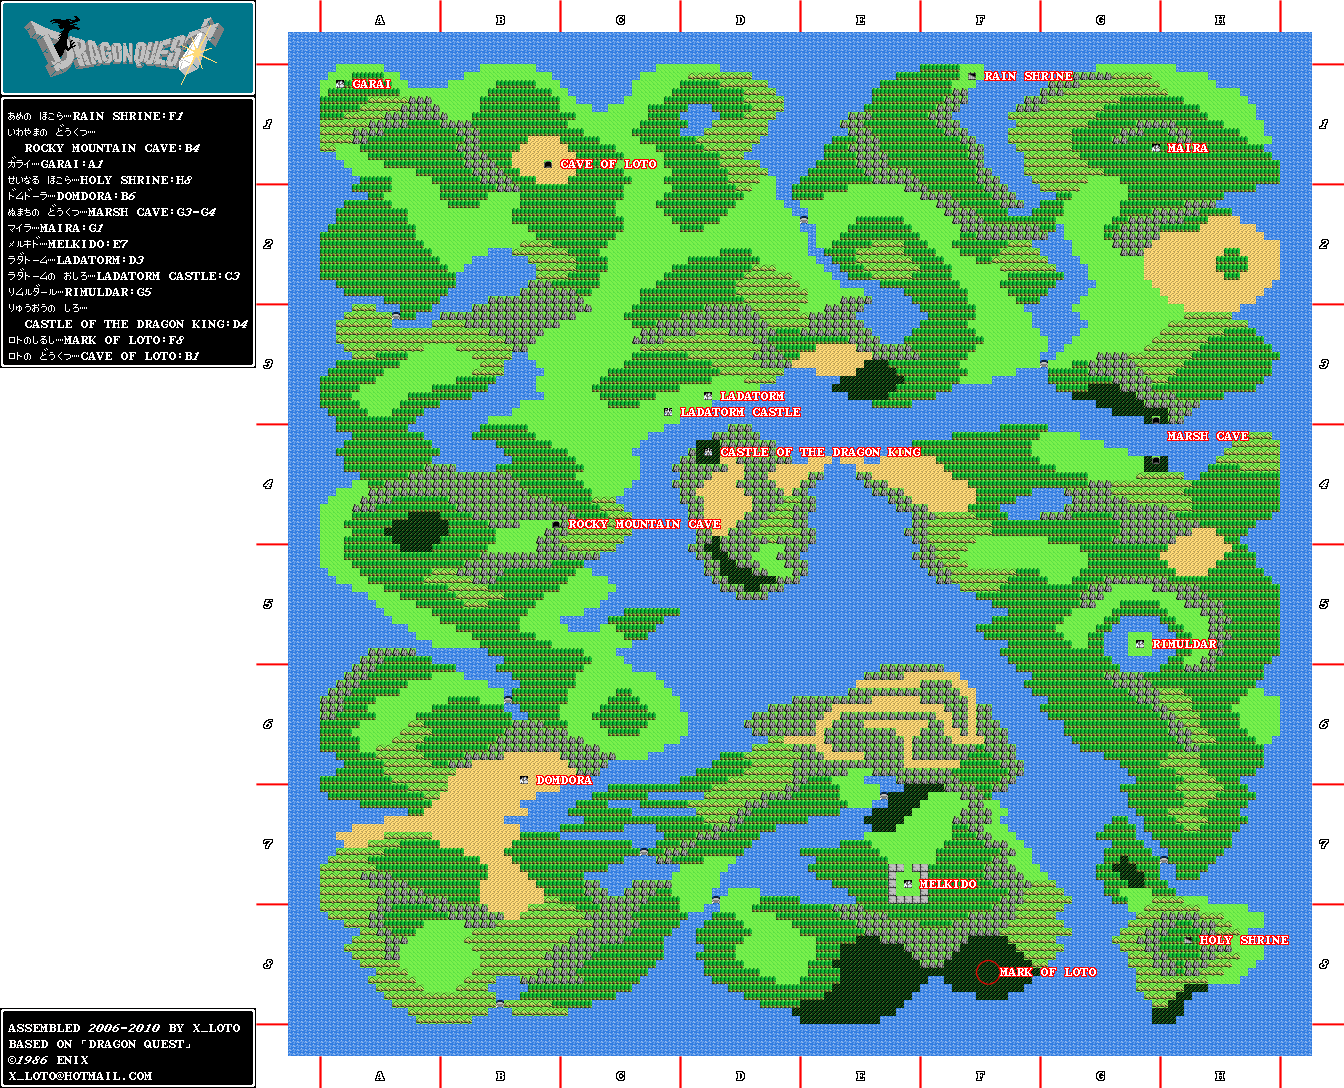 DRAGON QUEST
あめの ほこら…RAIN SHRINE:F1
いわやまの どうくつ…
ROCKY MOUNTAIN CAVE:B4
ガライ…GARAI:A1
せいなる ほこら…HOLY SHRINE:H8
ドムドーラ…DOMDORA:B6
ぬまちの どうくつ…MARSH CAVE:G3-G4
マイラ…MAIRA:G1
メルキド…MELKIDO:E7
ラダトーム…LADATORM:D3
ラダトームの おしろ…LADATORM CASTLE:C3
リムルダール…RIMULDAR:G5
りゅうおうの しろ…
CASTLE OF THE DRAGON KING:D4
ロトのしるし…MARK OF LOTO:F8
ロトの どうくつ…CAVE OF LOTO:B1
ASSEMBLED 2006-2010 BY X_LOTO
BASED ON 「DRAGON QUEST」
©1986 ENIX
X_LOTO@HOTMAIL.COM
A B C D E F G H
RAIN SHRINE
GARAI
1 1
MAIRA
CAVE OF LOTO
2 2
3 3
LADATORM
LADATORM CASTLE
MARSH CAVE
CASTLE OF THE DRAGON KING
4 4
ROCKY MOUNTAIN CAVE
5 5
RIMULDAR
6 6
DOMDORA
7 7
MELKIDO
HOLY SHRINE
8 8
MARK OF LOTO
A B C D E F G H